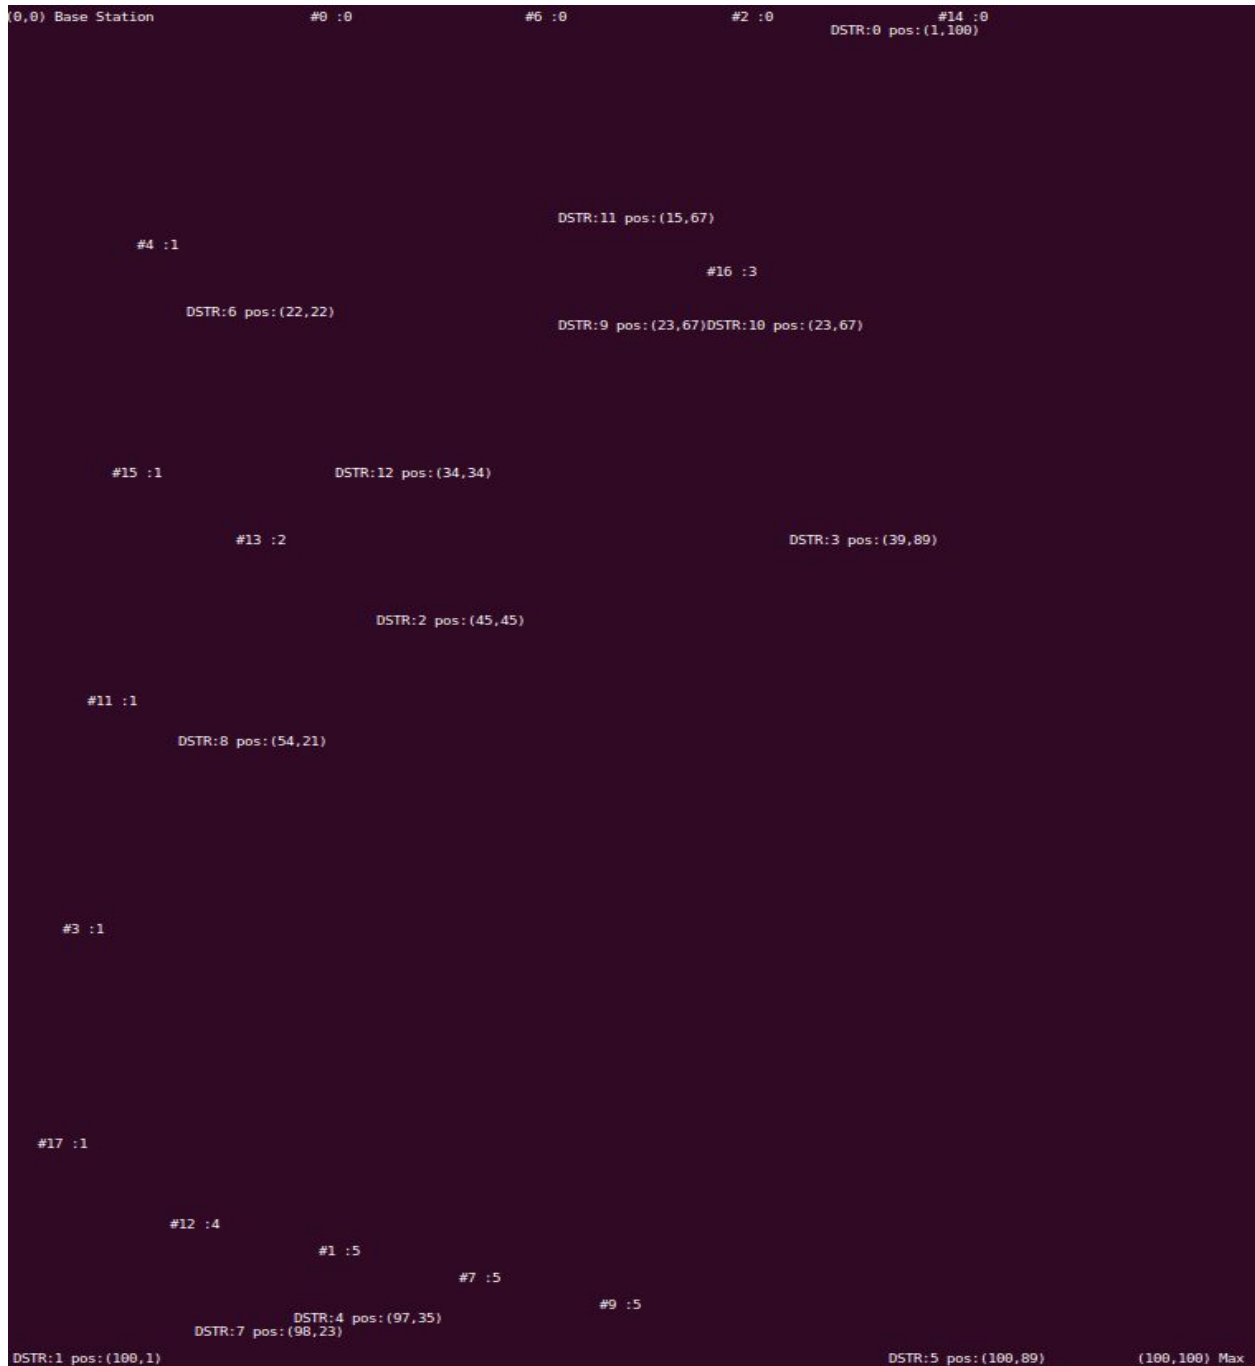 (0,0) Base Station #0 :0 #6 :0 #2 :0 #14 :0
DSTR:0 pos:(1,100)
DSTR:11 pos:(15,67)
#4 :1
#16 :3
DSTR:6 pos:(22,22)
DSTR:9 pos:(23,67)DSTR:10 pos:(23,67)
#15 :1 DSTR:12 pos:(34,34)
#13 :2 DSTR:3 pos:(39,89)
DSTR:2 pos:(45,45)
#11 :1
DSTR:8 pos:(54,21)
#3 :1
#17 :1
#12 :4
#1 :5
#7 :5
#9 :5
DSTR:4 pos:(97,35)
DSTR:7 pos:(98,23)
DSTR:1 pos:(100,1) DSTR:5 pos:(100,89) (100,100) Max